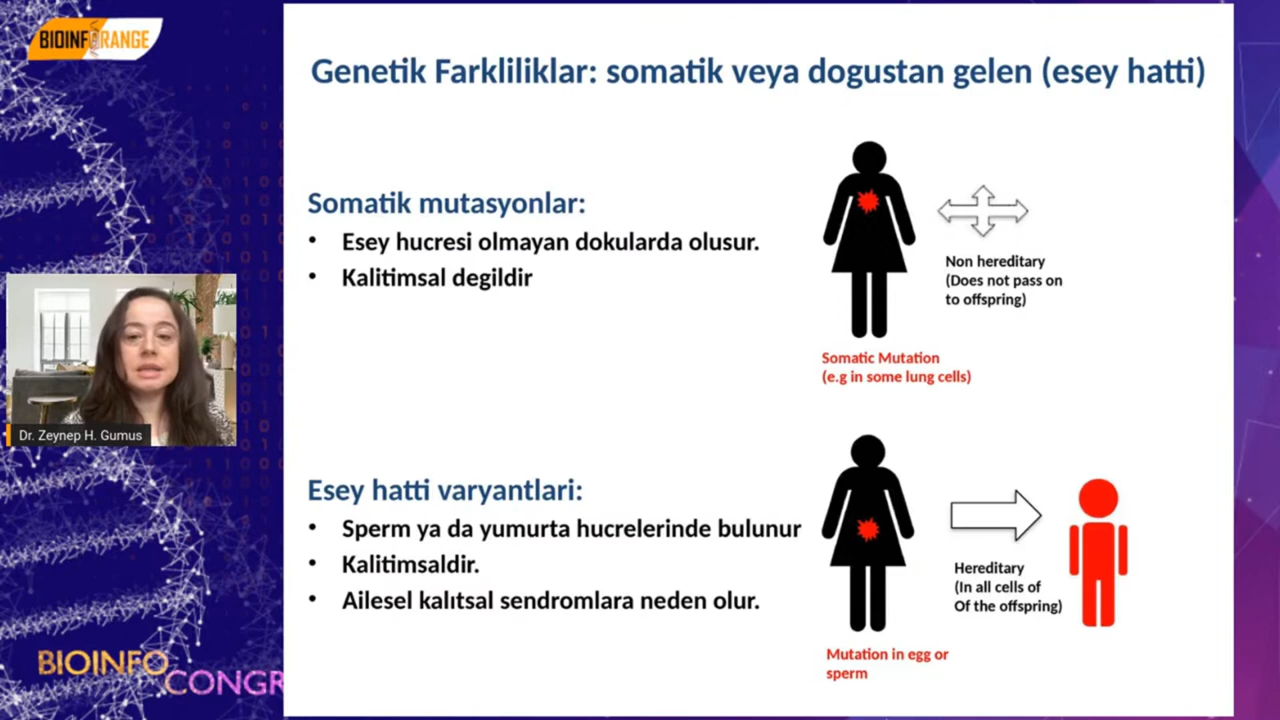 BIOINFORANGE
Genetik Farkliliklar: somatik veya dogustan gelen (esey hatti)
Somatik mutasyonlar:
• Esey hucresi olmayan dokularda olusur.
• Kalitimsal degildir
Non hereditary
(Does not pass on
to offspring)
Somatic Mutation
(e.g in some lung cells)
Dr. Zeynep H. Gumus
Esey hatti varyantlari:
• Sperm ya da yumurta hucrelerinde bulunur
• Kalitimsaldir.
• Ailesel kalıtsal sendromlara neden olur.
Hereditary
(In all cells of
Of the offspring)
Mutation in egg or
sperm
BIOINFO
CONGR